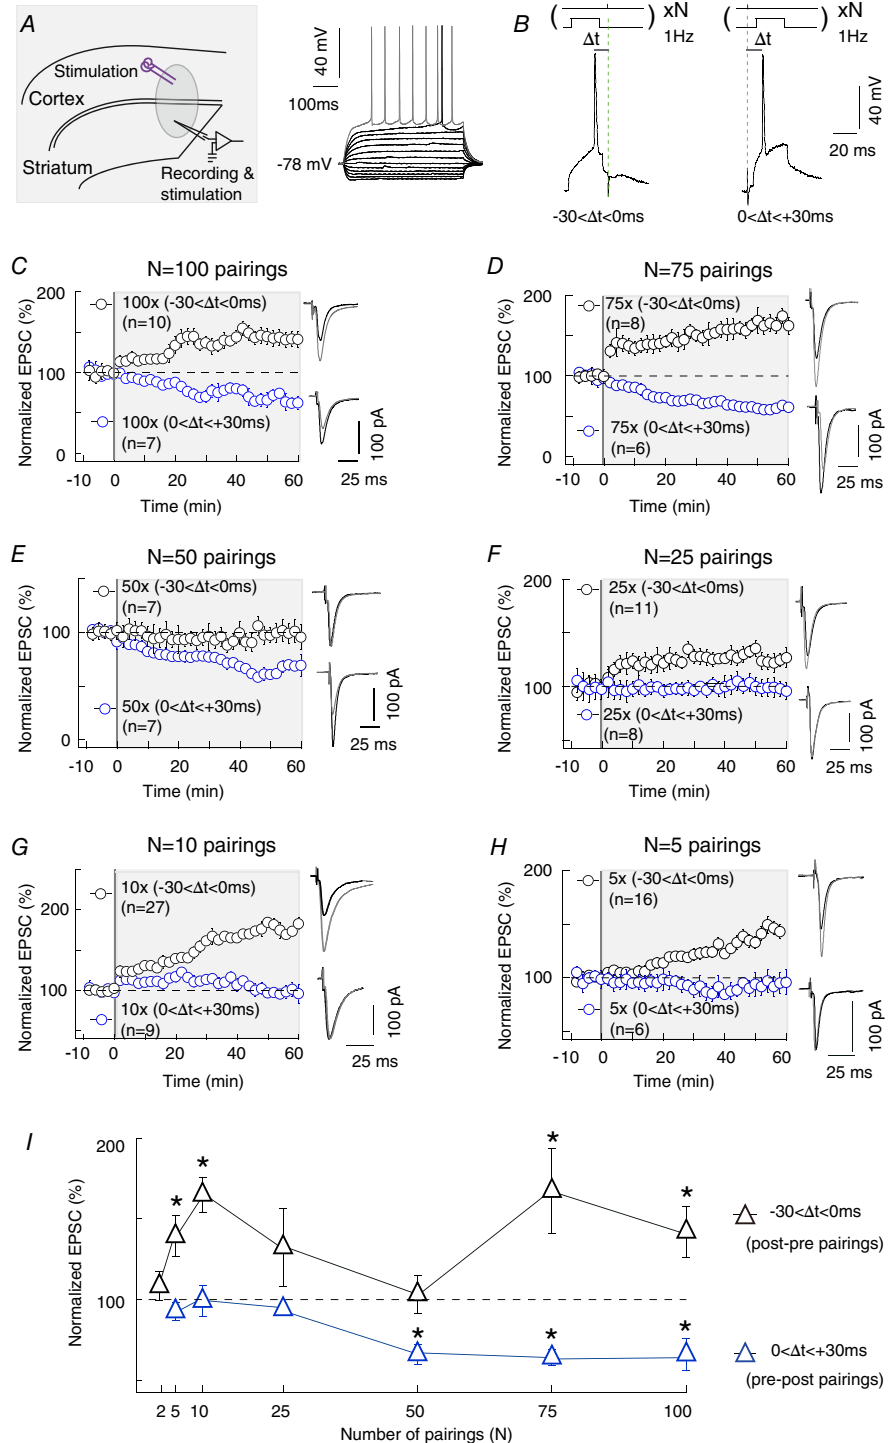 A
Stimulation
Cortex
Striatum
Recording &
stimulation
40 mV
100ms
-78 mV
B
( ) xN
1Hz
Δt
-30<Δt<0ms
( ) xN
1Hz
Δt
0<Δt<+30ms
40 mV
20 ms
C
N=100 pairings
Normalized EPSC (%)
200
100
0
100x (-30<Δt<0ms)
(n=10)
100x (0<Δt<+30ms)
(n=7)
-10 0 20 40 60
Time (min)
100 pA
25 ms
D
N=75 pairings
Normalized EPSC (%)
200
100
0
75x (-30<Δt<0ms)
(n=8)
75x (0<Δt<+30ms)
(n=6)
-10 0 20 40 60
Time (min)
100 pA
25 ms
E
N=50 pairings
Normalized EPSC (%)
100
0
50x (-30<Δt<0ms)
(n=7)
50x (0<Δt<+30ms)
(n=7)
-10 0 20 40 60
Time (min)
100 pA
25 ms
F
N=25 pairings
Normalized EPSC (%)
200
100
25x (-30<Δt<0ms)
(n=11)
25x (0<Δt<+30ms)
(n=8)
-10 0 20 40 60
Time (min)
100 pA
25 ms
G
N=10 pairings
Normalized EPSC (%)
200
100
10x (-30<Δt<0ms)
(n=27)
10x (0<Δt<+30ms)
(n=9)
-10 0 20 40 60
Time (min)
100 pA
25 ms
H
N=5 pairings
Normalized EPSC (%)
200
100
5x (-30<Δt<0ms)
(n=16)
5x (0<Δt<+30ms)
(n=6)
-10 0 20 40 60
Time (min)
100 pA
25 ms
I
Normalized EPSC (%)
200
100
* * * *
* * *
-30<Δt<0ms
(post-pre pairings)
0<Δt<+30ms
(pre-post pairings)
2 5 10 25 50 75 100
Number of pairings (N)